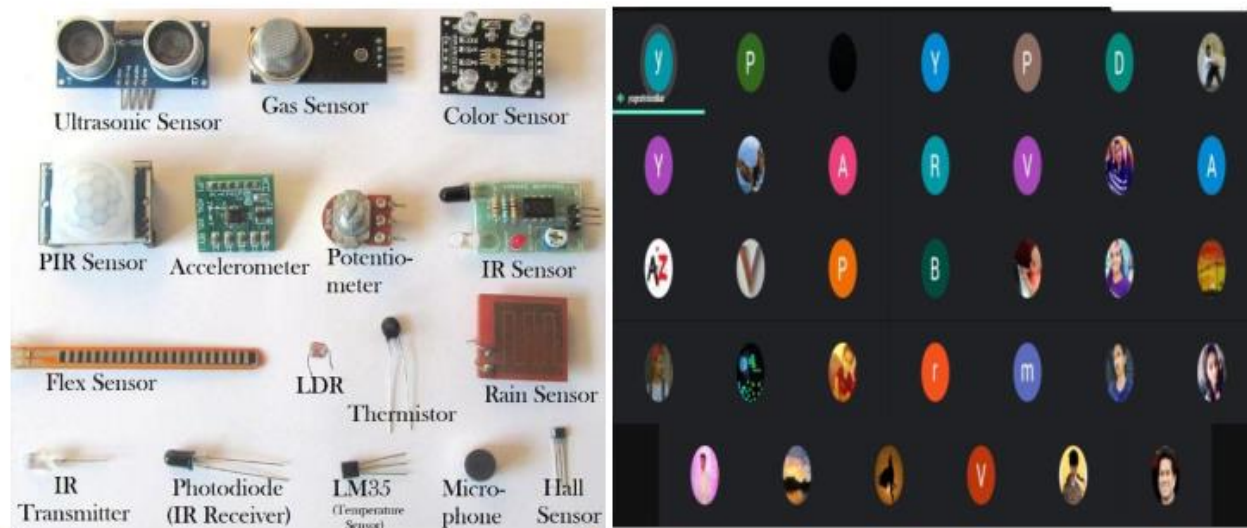 Ultrasonic Sensor
Gas Sensor
Color Sensor
PIR Sensor
Accelerometer
Potentio-
meter
IR Sensor
Flex Sensor
LDR
Thermistor
Rain Sensor
IR
Transmitter
Photodiode
(IR Receiver)
LM35
(Temperature
Sensor)
Micro-
phone
Hall
Sensor
y P Y P D
Y A R V A
AZ V P B
r m
V